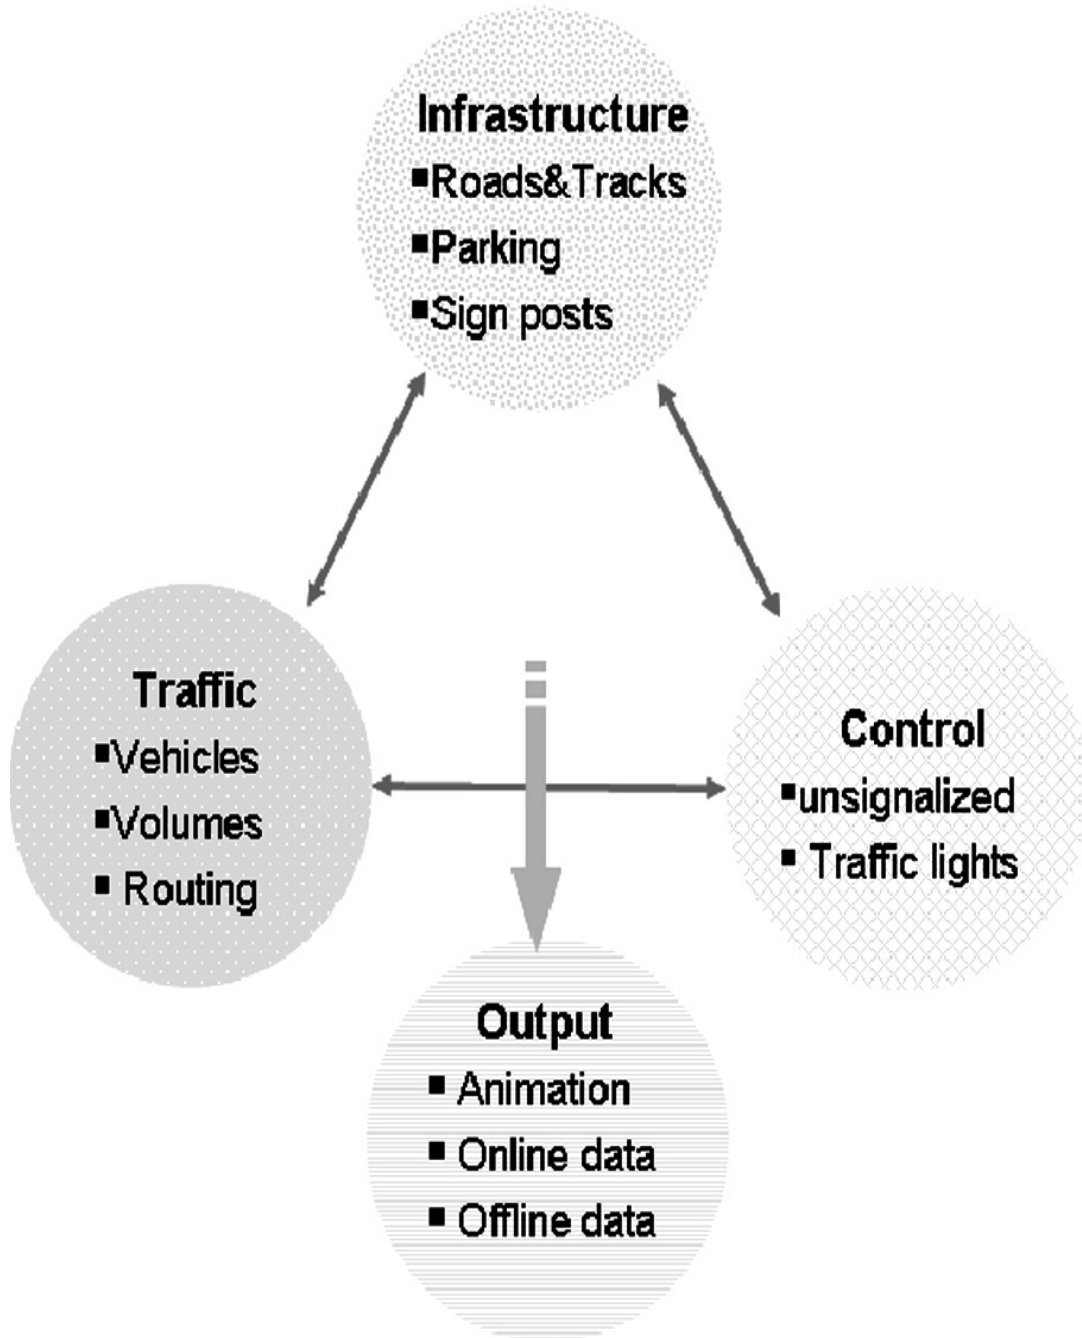 Infrastructure
▪Roads&Tracks
▪Parking
▪Sign posts
Traffic
▪Vehicles
▪Volumes
▪ Routing
Control
▪unsignalized
▪ Traffic lights
Output
▪ Animation
▪ Online data
▪ Offline data